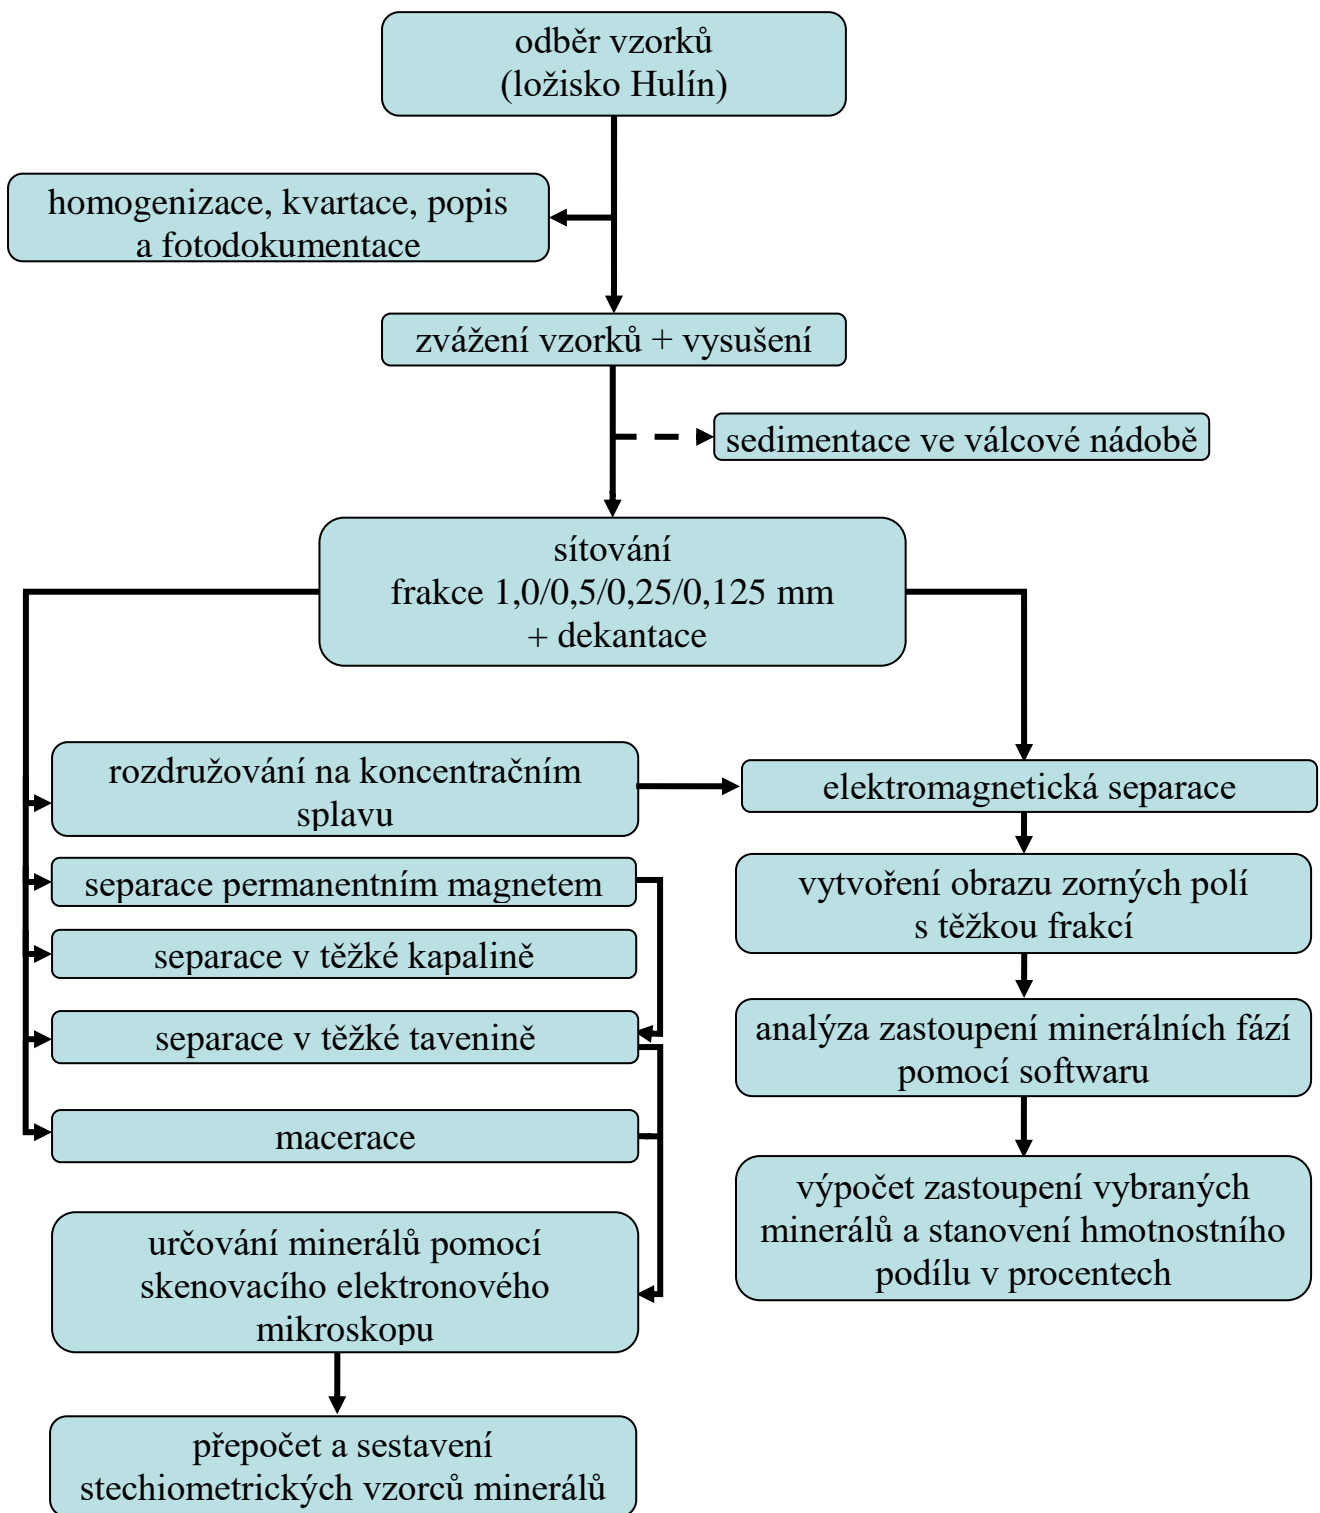 odběr vzorků
(ložisko Hulín)
homogenizace, kvartace, popis
a fotodokumentace
zvážení vzorků + vysušení
sedimentace ve válcové nádobě
sítování
frakce 1,0/0,5/0,25/0,125 mm
+ dekantace
rozdružování na koncentračním
splavu
separace permanentním magnetem
separace v těžké kapalině
separace v těžké tavenině
macerace
určování minerálů pomocí
skenovacího elektronového
mikroskopu
přepočet a sestavení
stechiometrických vzorců minerálů
elektromagnetická separace
vytvoření obrazu zorných polí
s těžkou frakcí
analýza zastoupení minerálních fází
pomocí softwaru
výpočet zastoupení vybraných
minerálů a stanovení hmotnostního
podílu v procentech